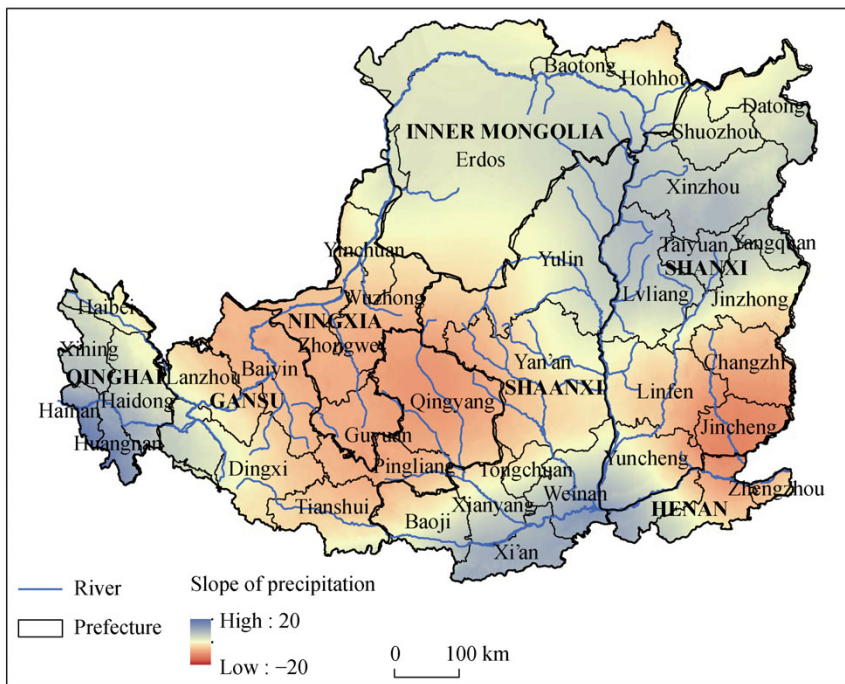 Baotong
Hohhot
Datong
INNER MONGOLIA
Shuozhou
Erdos
Xinzhou
Yinchuan
Yulin
Taiyuan
Yangquan
SHANXI
Haibei
Wuzhong
Lvliang
Jinzhong
NINGXIA
Xihing
Zhongwei
QINGHAI
Lanzhou
Baiyin
Yan'an
Changzhi
Hainan
Haidong
GANSU
Qingyang
SHAANXI
Linfen
Huangnan
Guyuan
Jincheng
Dingxi
Pingliang
Tongchuan
Yuncheng
Tianshui
Xianyang
Weinan
Zhengzhou
Baoji
HENAN
Xi'an
River
Slope of precipitation
Prefecture
High : 20
Low : −20
0 100 km